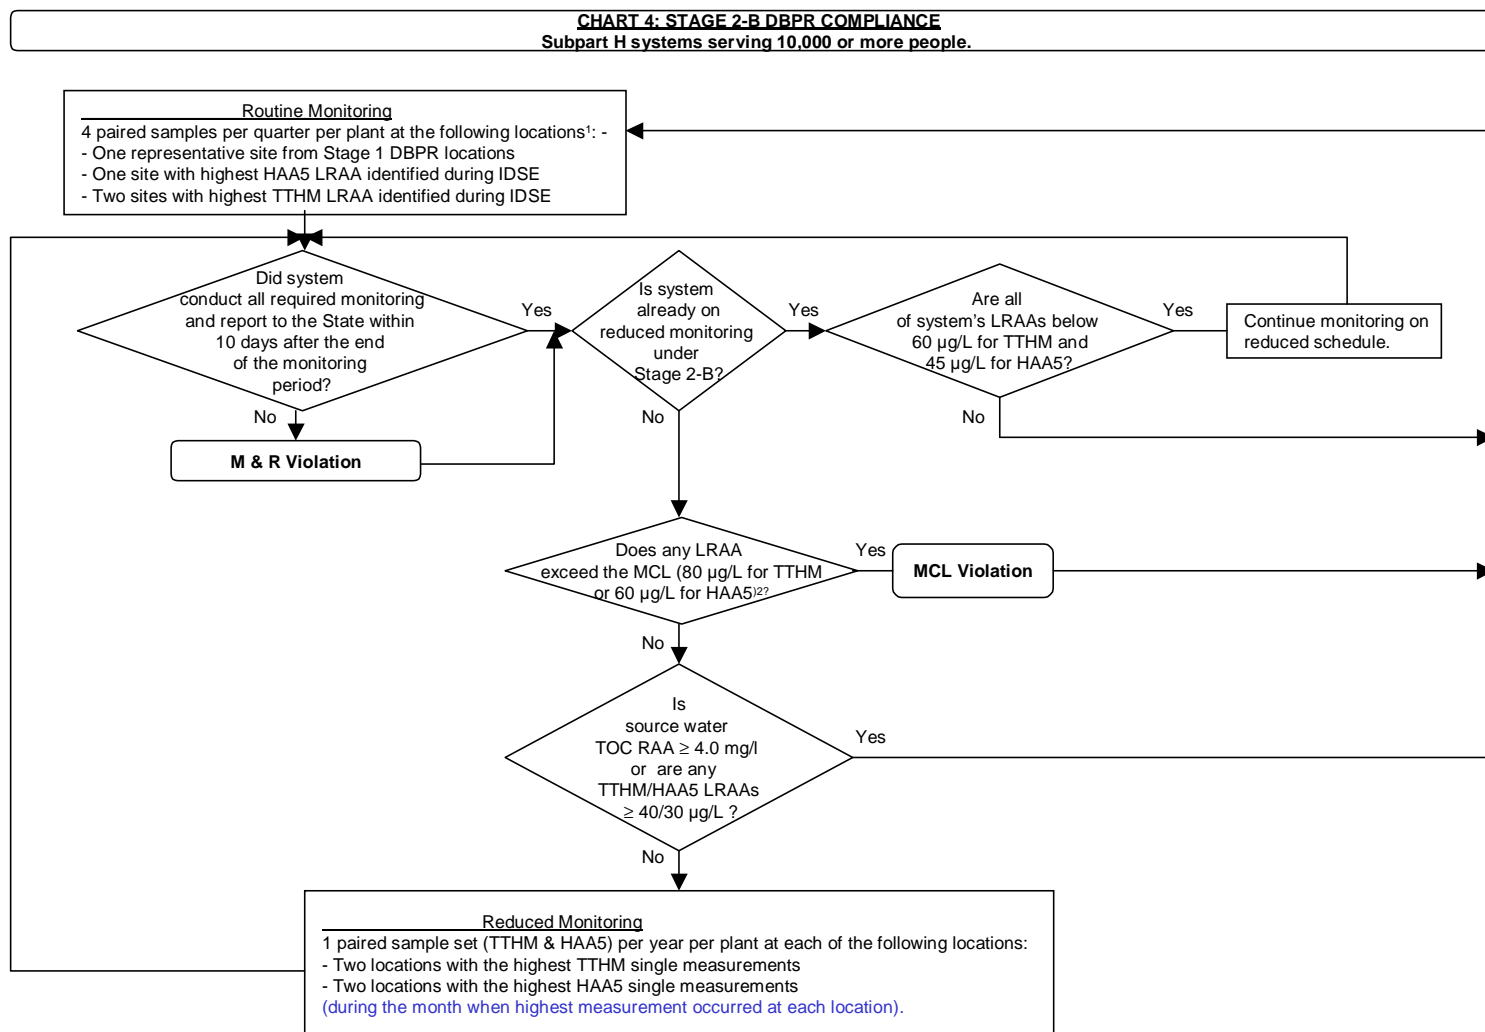 CHART 4: STAGE 2-B DBPR COMPLIANCE
Subpart H systems serving 10,000 or more people.
Routine Monitoring
4 paired samples per quarter per plant at the following locations¹: -
- One representative site from Stage 1 DBPR locations
- One site with highest HAA5 LRAA identified during IDSE
- Two sites with highest TTHM LRAA identified during IDSE
Did system
conduct all required monitoring
and report to the State within
10 days after the end
of the monitoring
period?
Yes
No
M & R Violation
Is system
already on
reduced monitoring
under
Stage 2-B?
Yes
No
Are all
of system's LRAAs below
60 µg/L for TTHM and
45 µg/L for HAA5?
Yes
No
Continue monitoring on
reduced schedule.
Does any LRAA
exceed the MCL (80 µg/L for TTHM
or 60 µg/L for HAA5⁾²?
Yes
No
MCL Violation
Is
source water
TOC RAA ≥ 4.0 mg/l
or are any
TTHM/HAA5 LRAAs
≥ 40/30 µg/L ?
Yes
No
Reduced Monitoring
1 paired sample set (TTHM & HAA5) per year per plant at each of the following locations:
- Two locations with the highest TTHM single measurements
- Two locations with the highest HAA5 single measurements
(during the month when highest measurement occurred at each location).